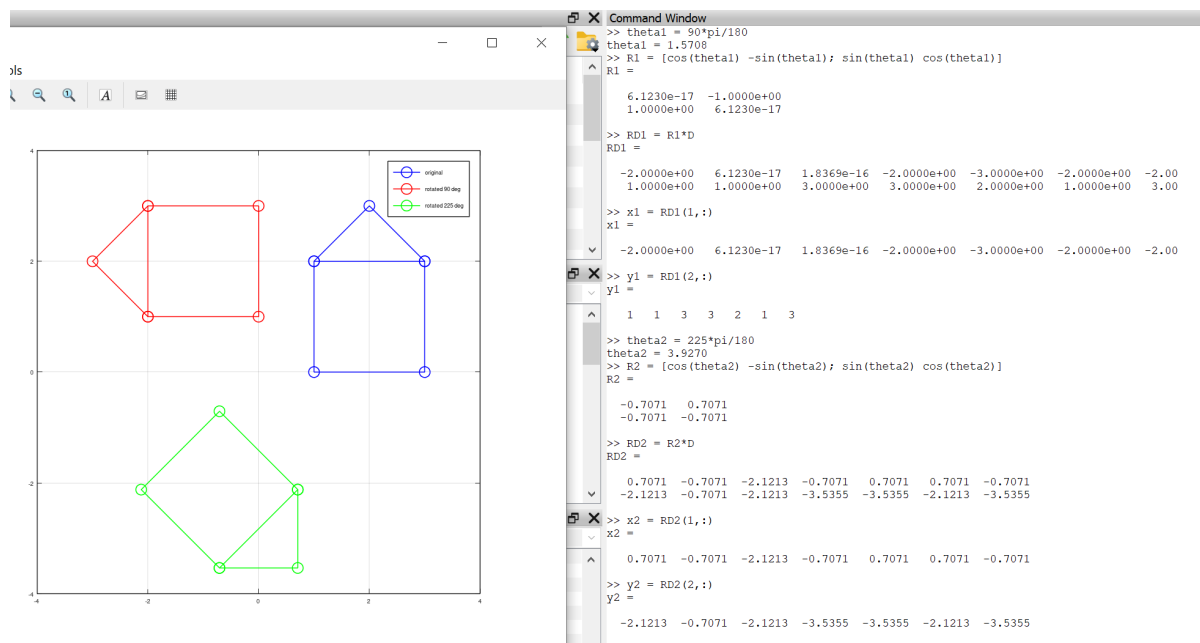 ols
A
4
2
0
-2
-4
-4
-2
0
2
4
original
rotated 90 deg
rotated 225 deg
Command Window
>> theta1 = 90*pi/180
theta1 = 1.5708
>> R1 = [cos(theta1) -sin(theta1); sin(theta1) cos(theta1)]
R1 =
6.1230e-17 -1.0000e+00
1.0000e+00 6.1230e-17
>> RD1 = R1*D
RD1 =
-2.0000e+00 6.1230e-17 1.8369e-16 -2.0000e+00 -3.0000e+00 -2.0000e+00 -2.00
1.0000e+00 1.0000e+00 3.0000e+00 3.0000e+00 2.0000e+00 1.0000e+00 3.00
>> x1 = RD1(1,:)
x1 =
-2.0000e+00 6.1230e-17 1.8369e-16 -2.0000e+00 -3.0000e+00 -2.0000e+00 -2.00
>> y1 = RD1(2,:)
y1 =
1 1 3 3 2 1 3
>> theta2 = 225*pi/180
theta2 = 3.9270
>> R2 = [cos(theta2) -sin(theta2); sin(theta2) cos(theta2)]
R2 =
-0.7071 0.7071
-0.7071 -0.7071
>> RD2 = R2*D
RD2 =
0.7071 -0.7071 -2.1213 -0.7071 0.7071 0.7071 -0.7071
-2.1213 -0.7071 -2.1213 -3.5355 -3.5355 -2.1213 -3.5355
>> x2 = RD2(1,:)
x2 =
0.7071 -0.7071 -2.1213 -0.7071 0.7071 0.7071 -0.7071
>> y2 = RD2(2,:)
y2 =
-2.1213 -0.7071 -2.1213 -3.5355 -3.5355 -2.1213 -3.5355